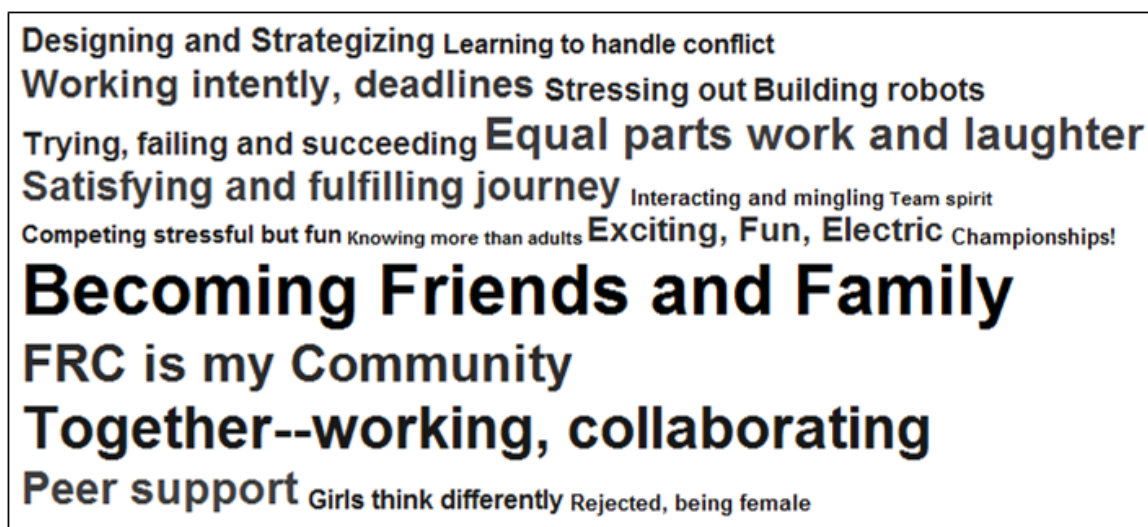 Designing and Strategizing Learning to handle conflict
Working intently, deadlines Stressing out Building robots
Trying, failing and succeeding Equal parts work and laughter
Satisfying and fulfilling journey Interacting and mingling Team spirit
Competing stressful but fun Knowing more than adults Exciting, Fun, Electric Championships!
Becoming Friends and Family
FRC is my Community
Together--working, collaborating
Peer support Girls think differently Rejected, being female